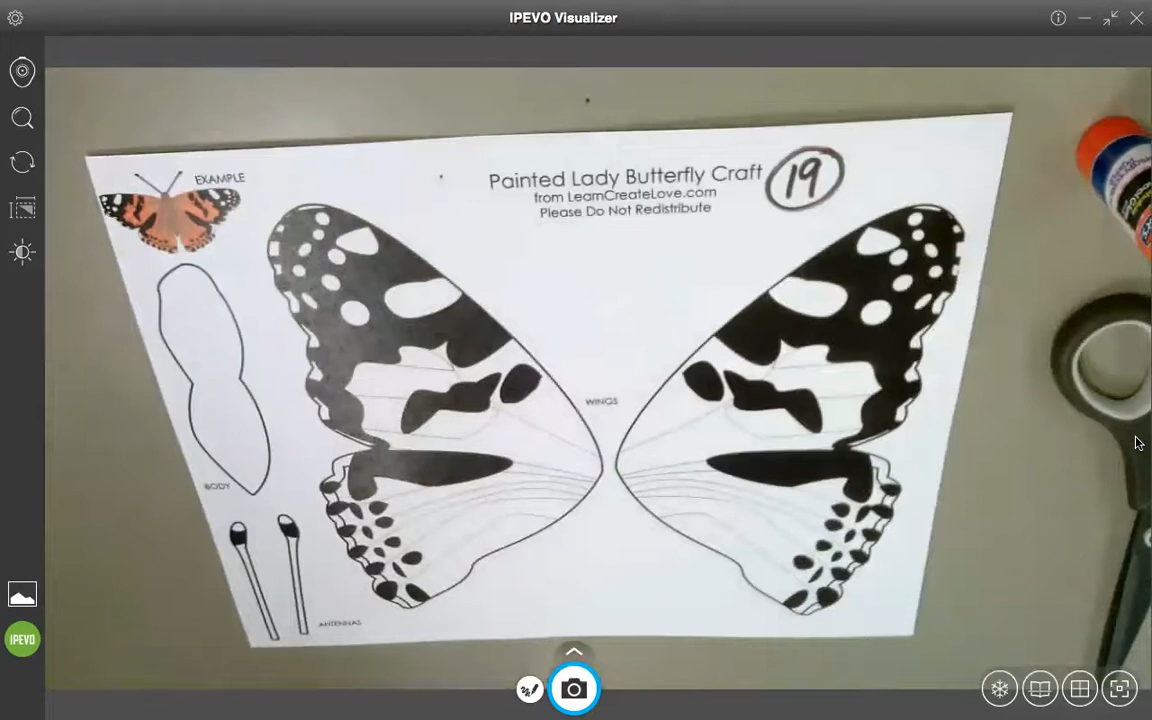 IPEVO Visualizer
EXAMPLE
Painted Lady Butterfly Craft
19
from LearnCreateLove.com
Please Do Not Redistribute
WINGS
BODY
ANTENNAS
IPEVO